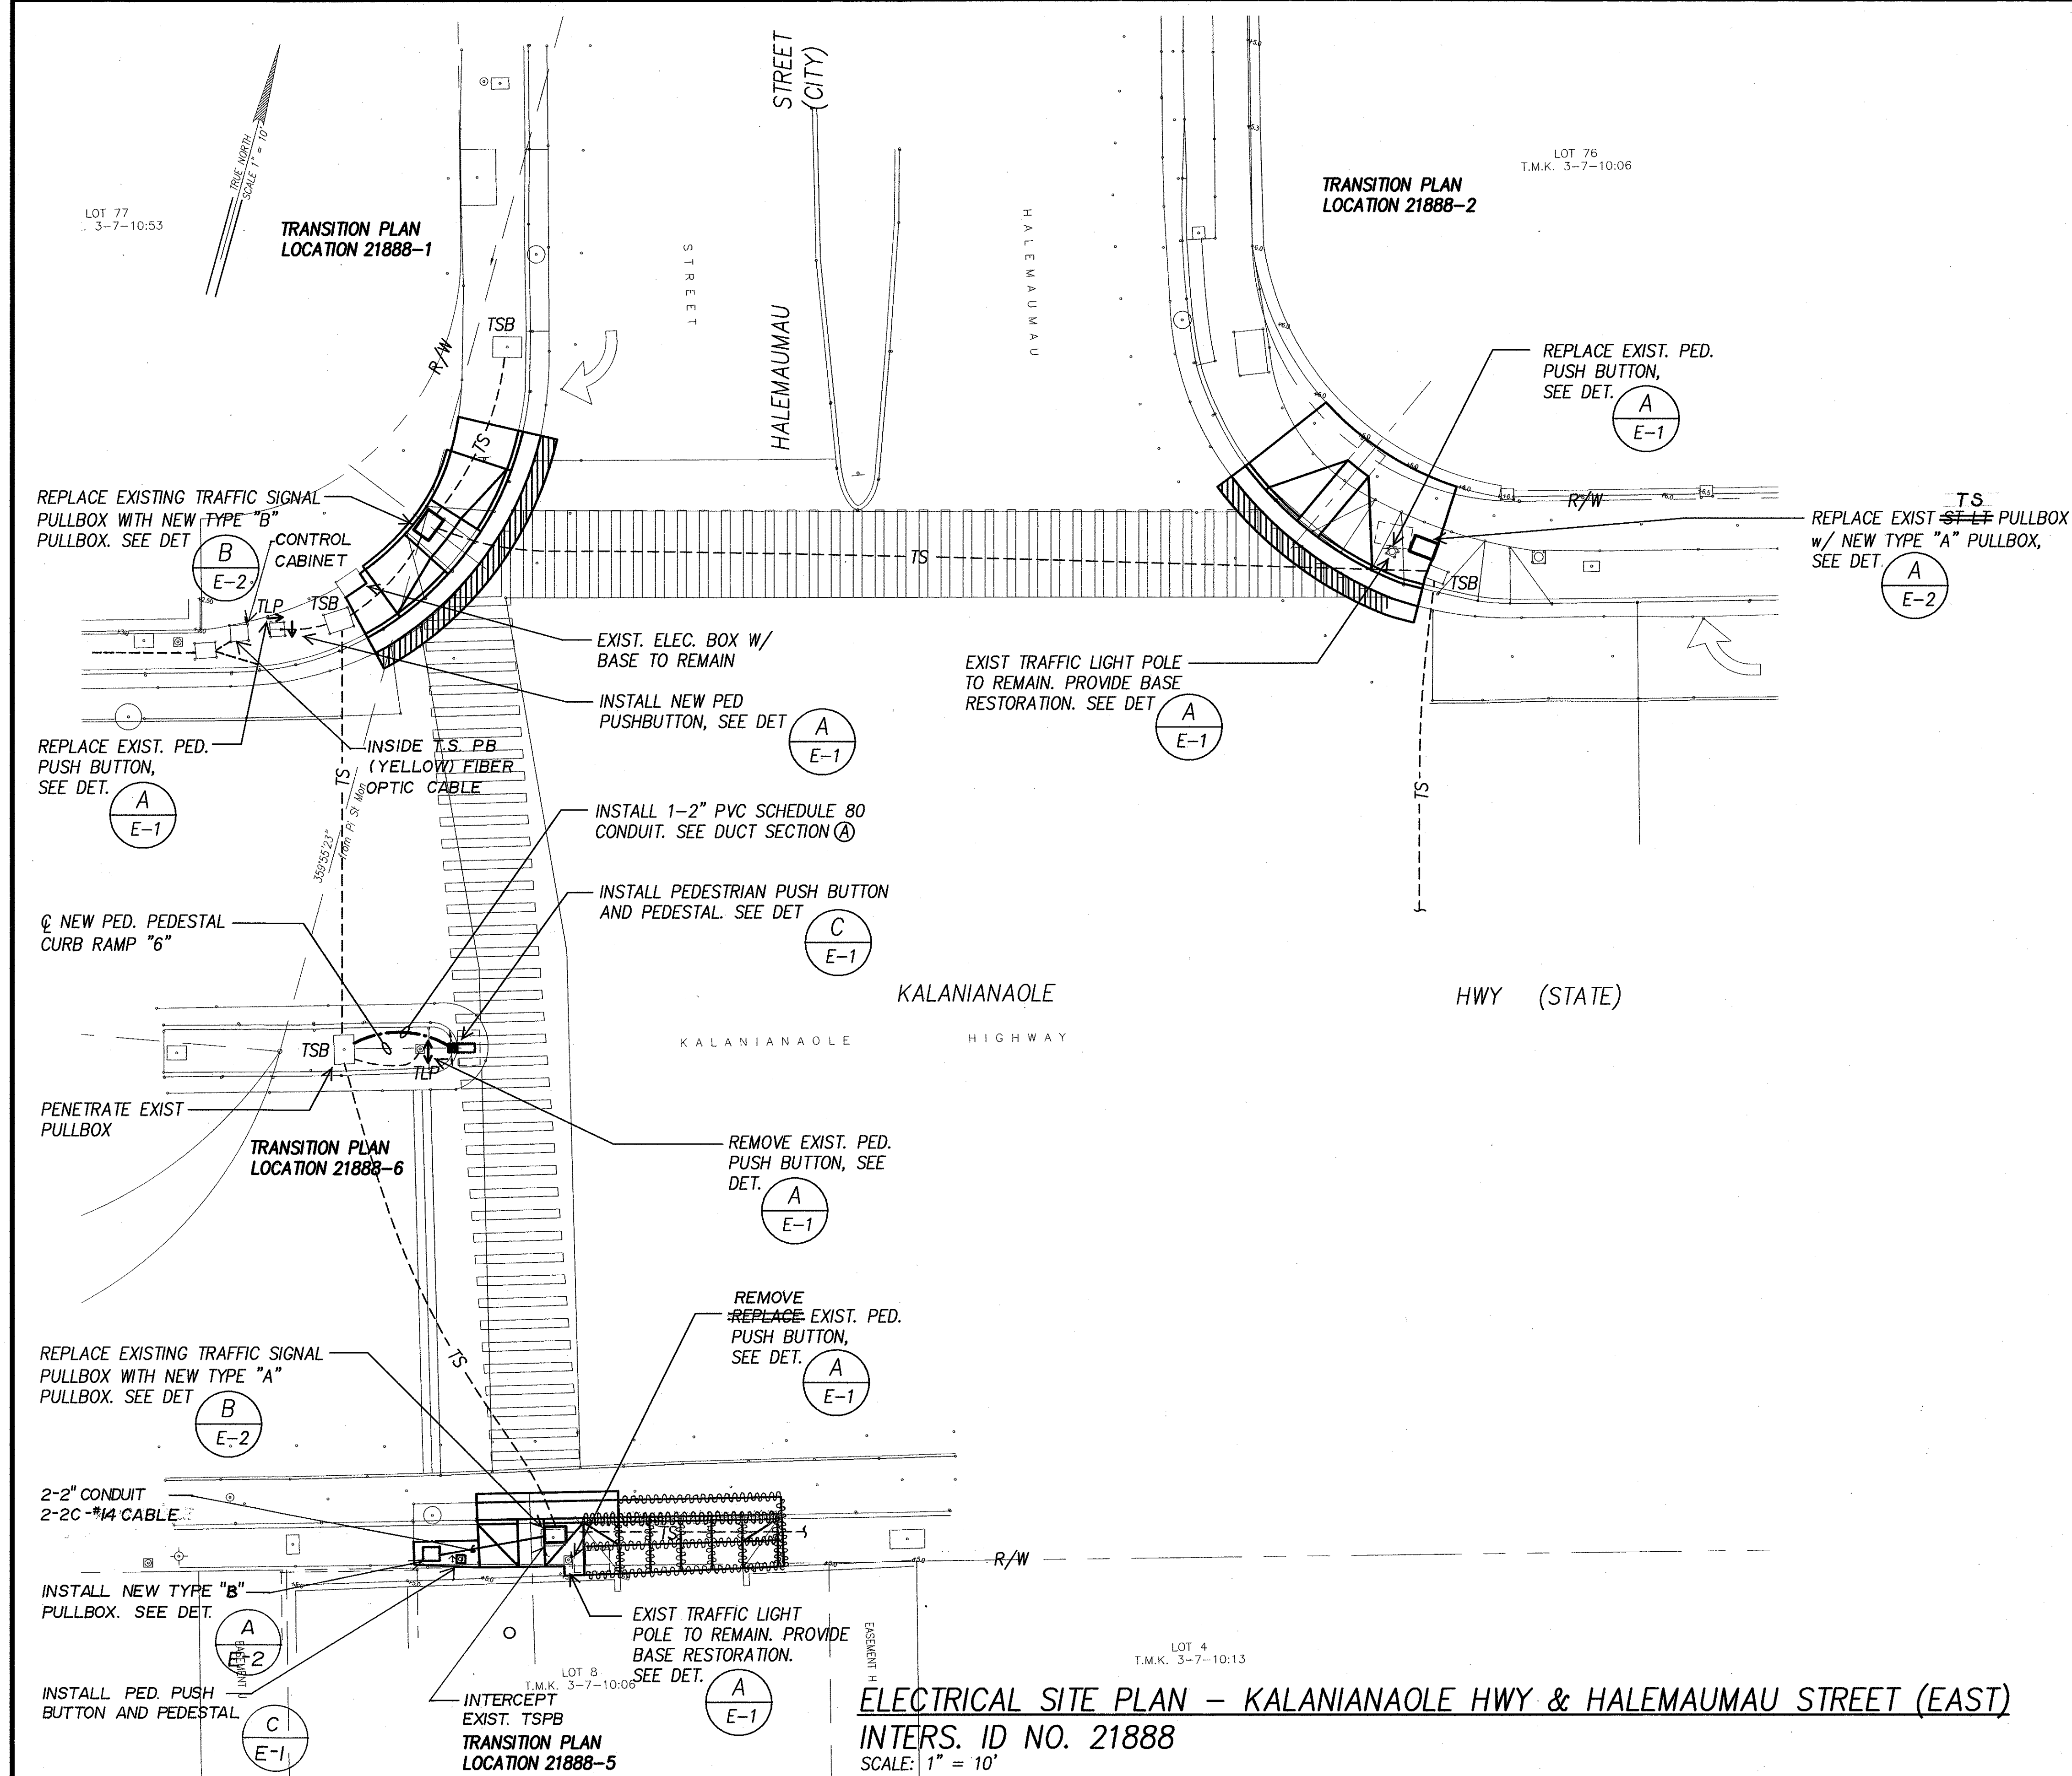 STREET
(CITY)
TRUE NORTH
SCALE 1" = 10'
LOT 77
3-7-10:53
TRANSITION PLAN
LOCATION 21888-1
LOT 76
T.M.K. 3-7-10:06
TRANSITION PLAN
LOCATION 21888-2
STREET
HALEMAUMAU
HALEMAUMAU
TSB
R/W
TS
REPLACE EXIST. PED.
PUSH BUTTON,
SEE DET.
A
E-1
REPLACE EXISTING TRAFFIC SIGNAL
PULLBOX WITH NEW TYPE "B"
PULLBOX. SEE DET
B
E-2
CONTROL
CABINET
TLP
TSB
TS
R/W
TSB
TS
REPLACE EXIST ST LT PULLBOX
w/ NEW TYPE "A" PULLBOX,
SEE DET.
A
E-2
EXIST. ELEC. BOX W/
BASE TO REMAIN
INSTALL NEW PED
PUSHBUTTON, SEE DET
A
E-1
EXIST TRAFFIC LIGHT POLE
TO REMAIN. PROVIDE BASE
RESTORATION. SEE DET
A
E-1
REPLACE EXIST. PED.
PUSH BUTTON,
SEE DET.
A
E-1
INSIDE T.S. PB
(YELLOW) FIBER
OPTIC CABLE
TS
TS
359°55'23"
from Pi St Mon
INSTALL 1-2" PVC SCHEDULE 80
CONDUIT. SEE DUCT SECTION A
INSTALL PEDESTRIAN PUSH BUTTON
AND PEDESTAL. SEE DET
C
E-1
℄ NEW PED. PEDESTAL
CURB RAMP "6"
KALANIANAOLE
HWY (STATE)
KALANIANAOLE HIGHWAY
TSB
TLP
PENETRATE EXIST
PULLBOX
TRANSITION PLAN
LOCATION 21888-6
REMOVE EXIST. PED.
PUSH BUTTON, SEE
DET.
A
E-1
REMOVE
REPLACE EXIST. PED.
PUSH BUTTON,
SEE DET.
A
E-1
TS
REPLACE EXISTING TRAFFIC SIGNAL
PULLBOX WITH NEW TYPE "A"
PULLBOX. SEE DET
B
E-2
2-2" CONDUIT
2-2C-#14 CABLE
TS
R/W
INSTALL NEW TYPE "B"
PULLBOX. SEE DET.
A
E-2
EASEMENT J
INSTALL PED. PUSH
BUTTON AND PEDESTAL
C
E-1
EXIST TRAFFIC LIGHT
POLE TO REMAIN. PROVIDE
BASE RESTORATION.
SEE DET.
A
E-1
EASEMENT H
LOT 8
T.M.K. 3-7-10:06
INTERCEPT
EXIST. TSPB
TRANSITION PLAN
LOCATION 21888-5
LOT 4
T.M.K. 3-7-10:13
ELECTRICAL SITE PLAN – KALANIANAOLE HWY & HALEMAUMAU STREET (EAST)
INTERS. ID NO. 21888
SCALE: 1" = 10'